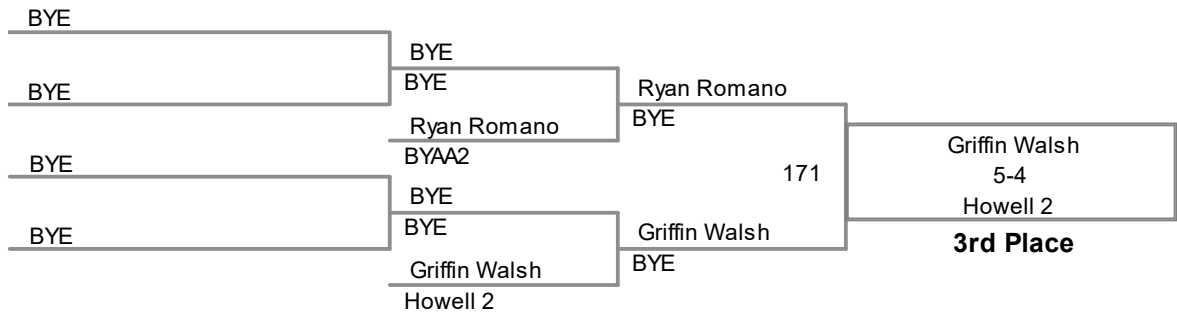 BYE
BYE
BYE
BYE
BYE
BYE
Ryan Romano
BYAA2
BYE
BYE
Griffin Walsh
Howell 2
Ryan Romano
BYE
171
Griffin Walsh
BYE
Griffin Walsh
5-4
Howell 2
3rd Place